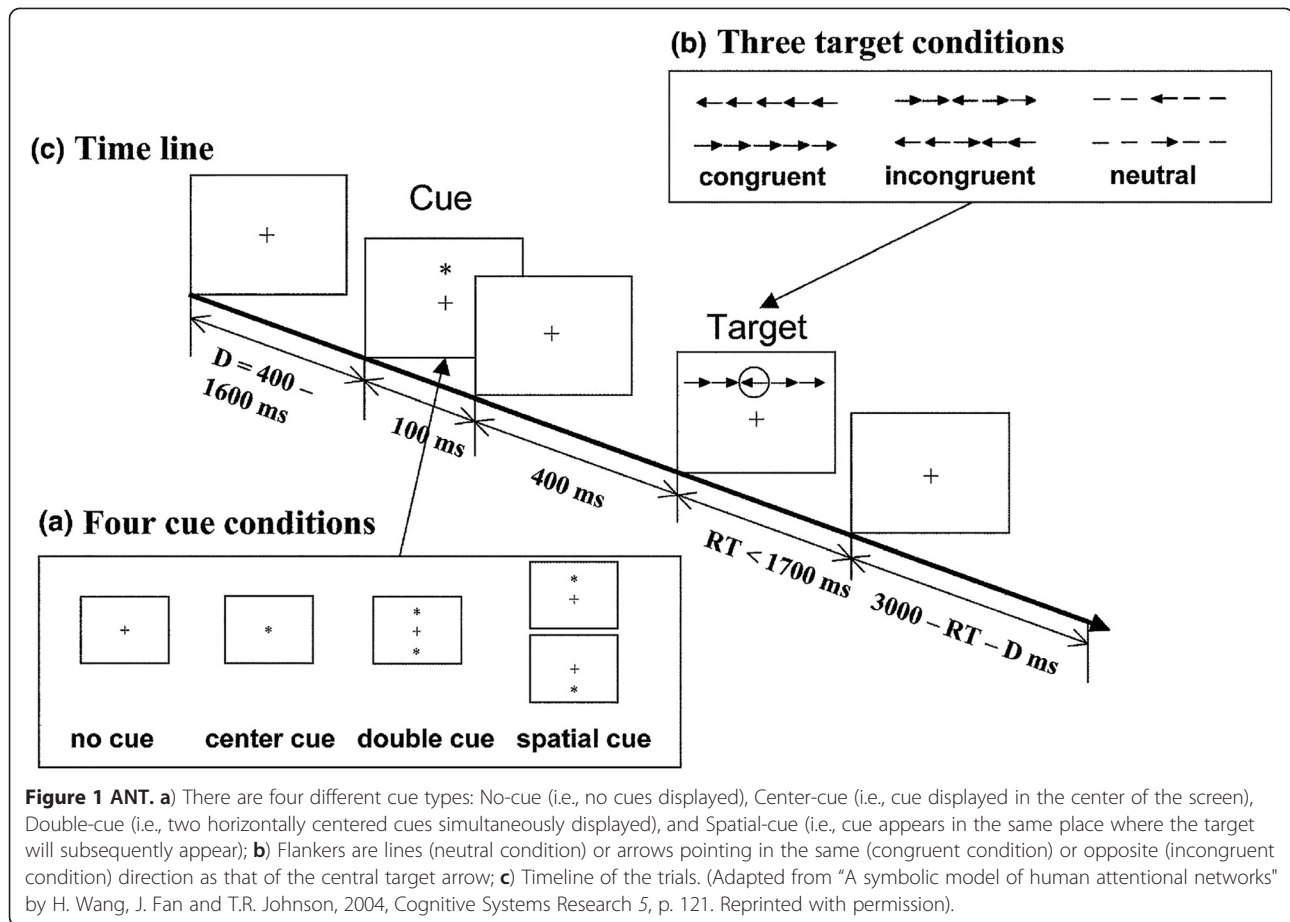 (b) Three target conditions
congruent incongruent neutral
(c) Time line
Cue
Target
D = 400 –
1600 ms
100 ms
400 ms
RT < 1700 ms
3000 – RT – D ms
(a) Four cue conditions
no cue center cue double cue spatial cue
Figure 1 ANT. a) There are four different cue types: No-cue (i.e., no cues displayed), Center-cue (i.e., cue displayed in the center of the screen),
Double-cue (i.e., two horizontally centered cues simultaneously displayed), and Spatial-cue (i.e., cue appears in the same place where the target
will subsequently appear); b) Flankers are lines (neutral condition) or arrows pointing in the same (congruent condition) or opposite (incongruent
condition) direction as that of the central target arrow; c) Timeline of the trials. (Adapted from "A symbolic model of human attentional networks"
by H. Wang, J. Fan and T.R. Johnson, 2004, Cognitive Systems Research 5, p. 121. Reprinted with permission).